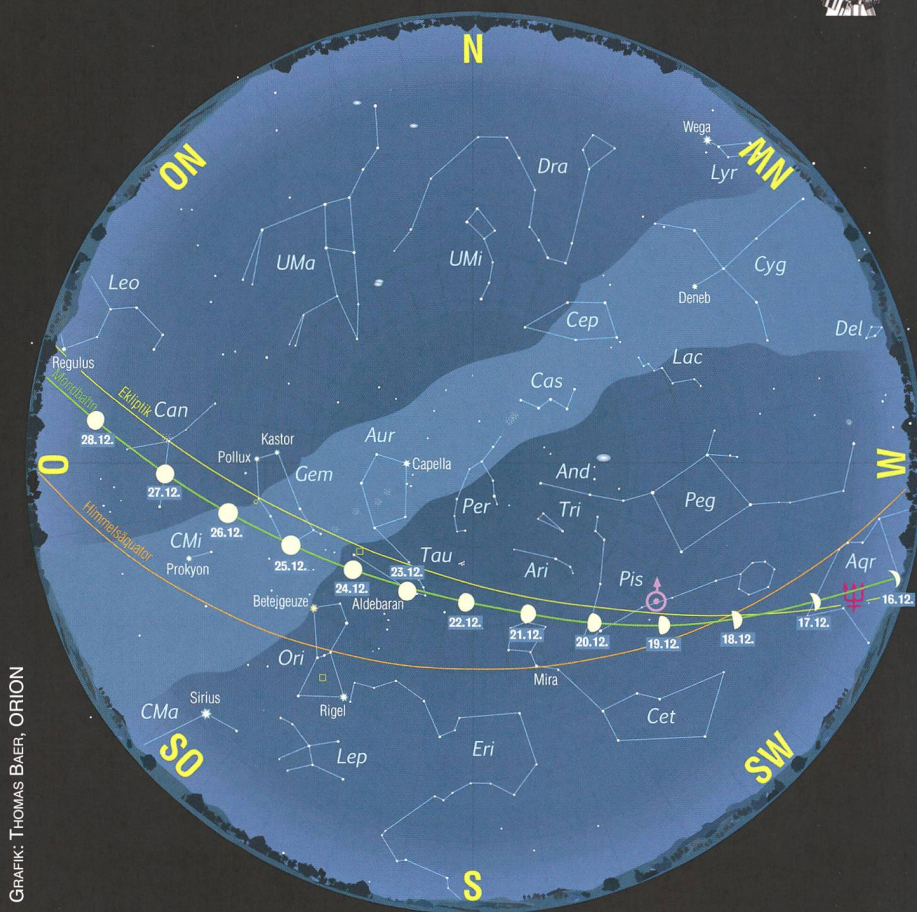 N
NO
NW
Wega
Lyr
Dra
UMa
UMi
Cyg
Deneb
Leo
Cep
Del
Regulus
Lac
Mondbahn
Ekliptik
Can
Cas
28.12.
Kastor
Pollux
Aur
Capella
Gem
And
O
W
27.12.
Per
Tri
Peg
26.12.
Himmelsäquator
CMi
Prokyon
25.12.
Tau
23.12.
Ari
Pis
Aqr
24.12.
Aldebaran
Betejgeuze
22.12.
21.12.
20.12.
19.12.
18.12.
17.12.
16.12.
Ori
Mira
Sirius
CMa
Rigel
Cet
SO
Lep
Eri
SW
S
GRAFIK: THOMAS BAER, ORION